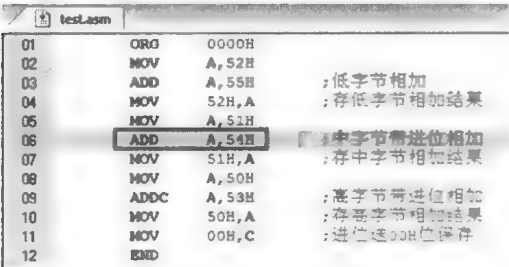 test.asm
01 ORG 0000H
02 MOV A,52H
03 ADD A,55H ;低字节相加
04 MOV 52H,A ;存低字节相加结果
05 MOV A,51H
06 ADD A,54H ;中字节带进位相加
07 MOV 51H,A ;存中字节相加结果
08 MOV A,50H
09 ADDC A,53H ;高字节带进位相加
10 MOV 50H,A ;存高字节相加结果
11 MOV 00H,C ;进位送00H位保存
12 END